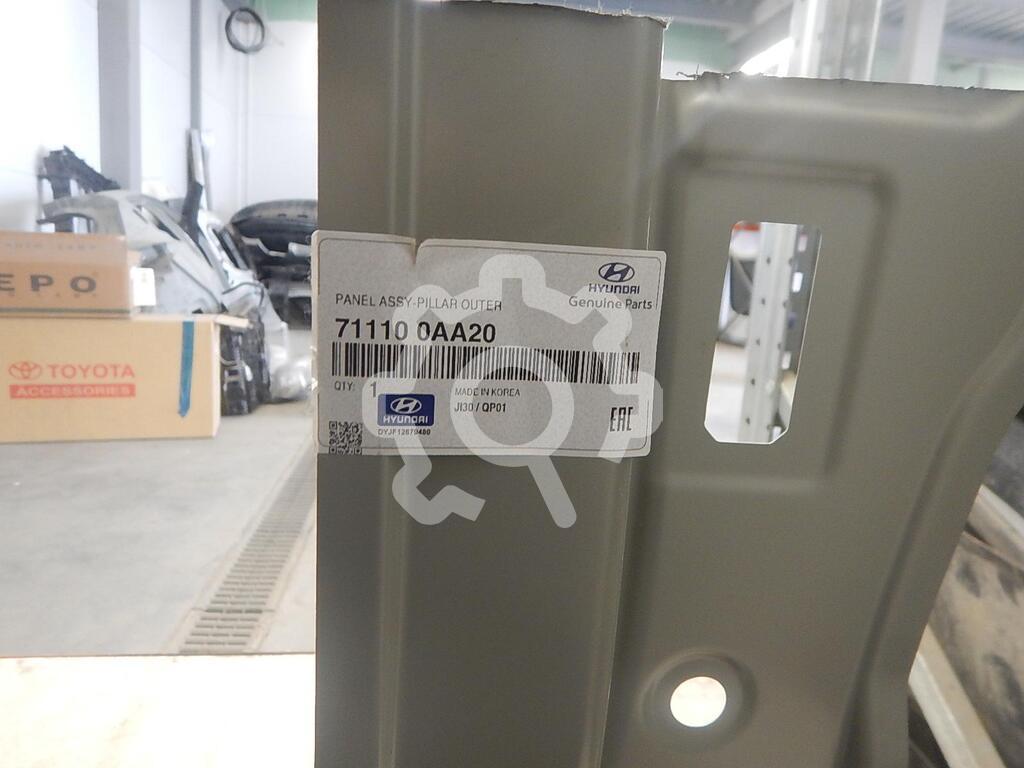 HYUNDAI
Genuine Parts
PANEL ASSY-PILLAR OUTER
71110 0AA20
QTY: 1
MADE IN KOREA
JI30 / QP01
HYUNDAI
DYJF12679480
EAC
EPO
TOYOTA
ACCESSORIES